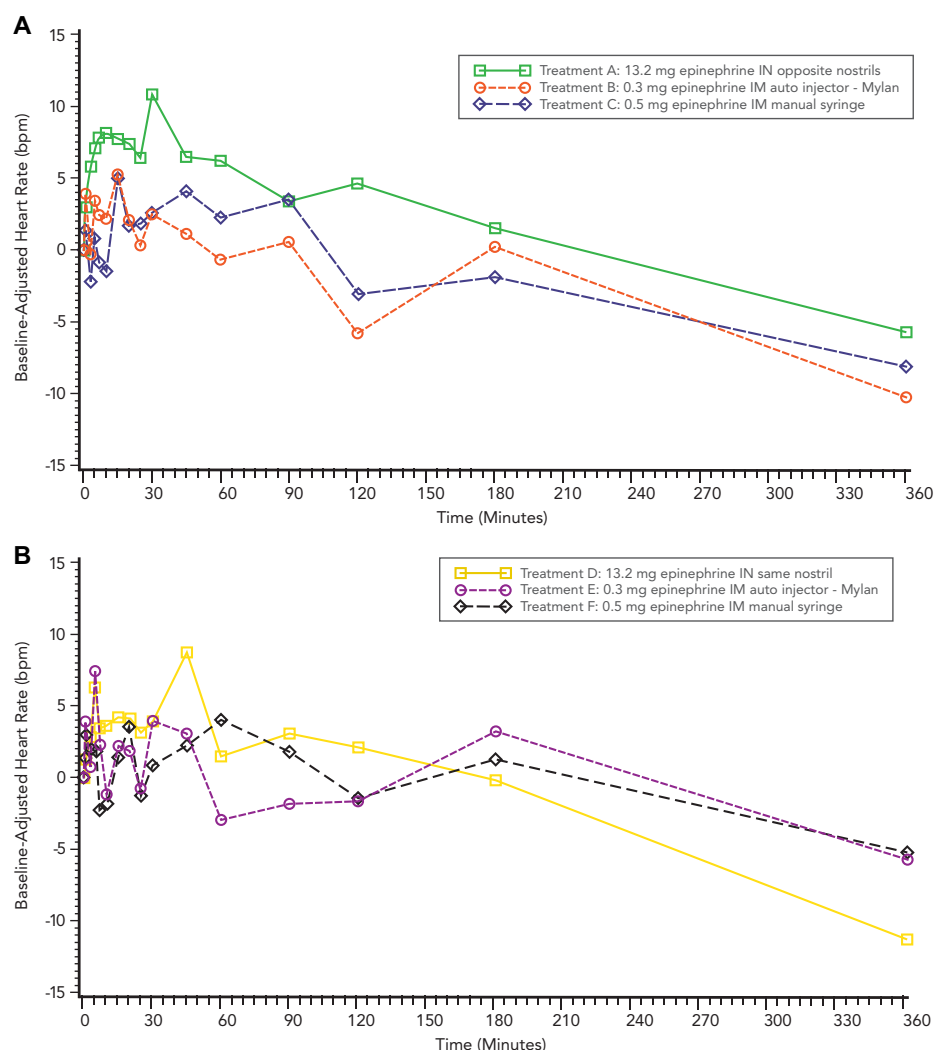 A
15
10
5
0
-5
-10
-15
Baseline-Adjusted Heart Rate (bpm)
Treatment A: 13.2 mg epinephrine IN opposite nostrils
Treatment B: 0.3 mg epinephrine IM auto injector - Mylan
Treatment C: 0.5 mg epinephrine IM manual syringe
0 30 60 90 120 150 180 210 240 270 300 330 360
Time (Minutes)
B
15
10
5
0
-5
-10
-15
Baseline-Adjusted Heart Rate (bpm)
Treatment D: 13.2 mg epinephrine IN same nostril
Treatment E: 0.3 mg epinephrine IM auto injector - Mylan
Treatment F: 0.5 mg epinephrine IM manual syringe
0 30 60 90 120 150 180 210 240 270 300 330 360
Time (Minutes)